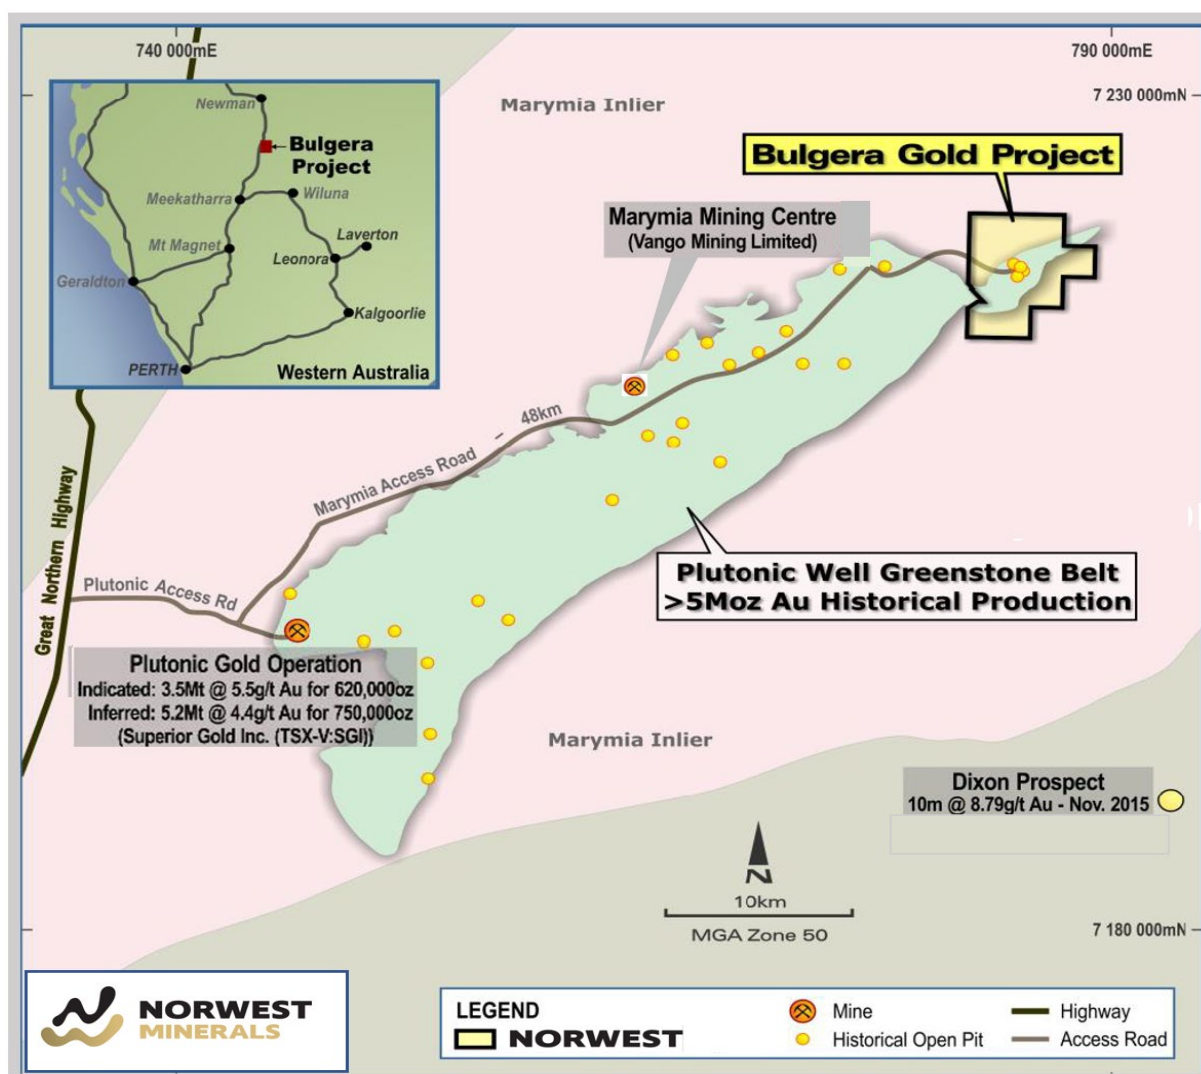 740 000mE
790 000mE
7 230 000mN
Marymia Inlier
Newman
Bulgera
Project
Meekatharra
Wiluna
Mt Magnet
Laverton
Leonora
Geraldton
Kalgoorlie
PERTH
Western Australia
Bulgera Gold Project
Marymia Mining Centre
(Vango Mining Limited)
Marymia Access Road – 48km
Great Northern Highway
Plutonic Access Rd
Plutonic Well Greenstone Belt
>5Moz Au Historical Production
Plutonic Gold Operation
Indicated: 3.5Mt @ 5.5g/t Au for 620,000oz
Inferred: 5.2Mt @ 4.4g/t Au for 750,000oz
(Superior Gold Inc. (TSX-V:SGI))
Marymia Inlier
Dixon Prospect
10m @ 8.79g/t Au - Nov. 2015
N
10km
MGA Zone 50
7 180 000mN
NORWEST
MINERALS
LEGEND
NORWEST
Mine
Historical Open Pit
Highway
Access Road